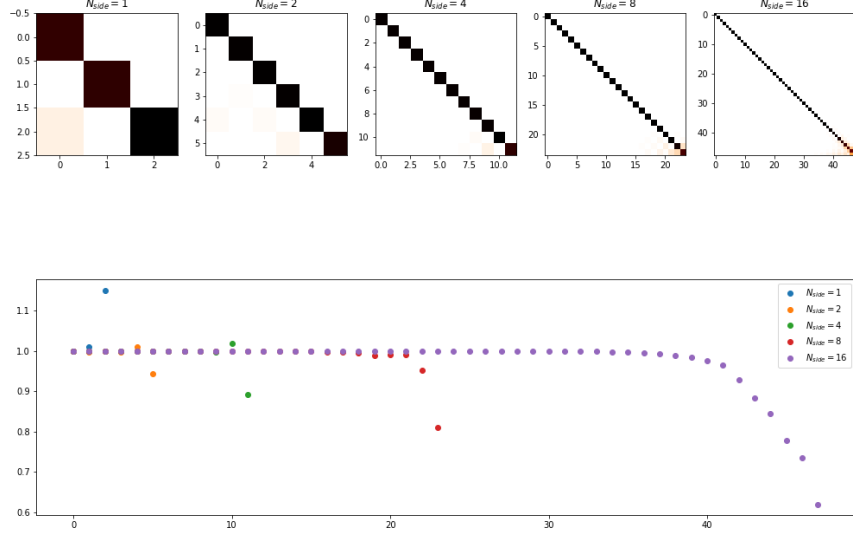 N_side = 1 N_side = 2 N_side = 4 N_side = 8 N_side = 16
−0.5 0.0 0.5 1.0 1.5 2.0 2.5
0 1 2
0 1 2 3 4 5
0 2 4
0 2 4 6 8 10
0.0 2.5 5.0 7.5 10.0
0 5 10 15 20
0 5 10 15 20
0 10 20 30 40
0 10 20 30 40
1.1
1.0
0.9
0.8
0.7
0.6
0 10 20 30 40
N_side = 1
N_side = 2
N_side = 4
N_side = 8
N_side = 16